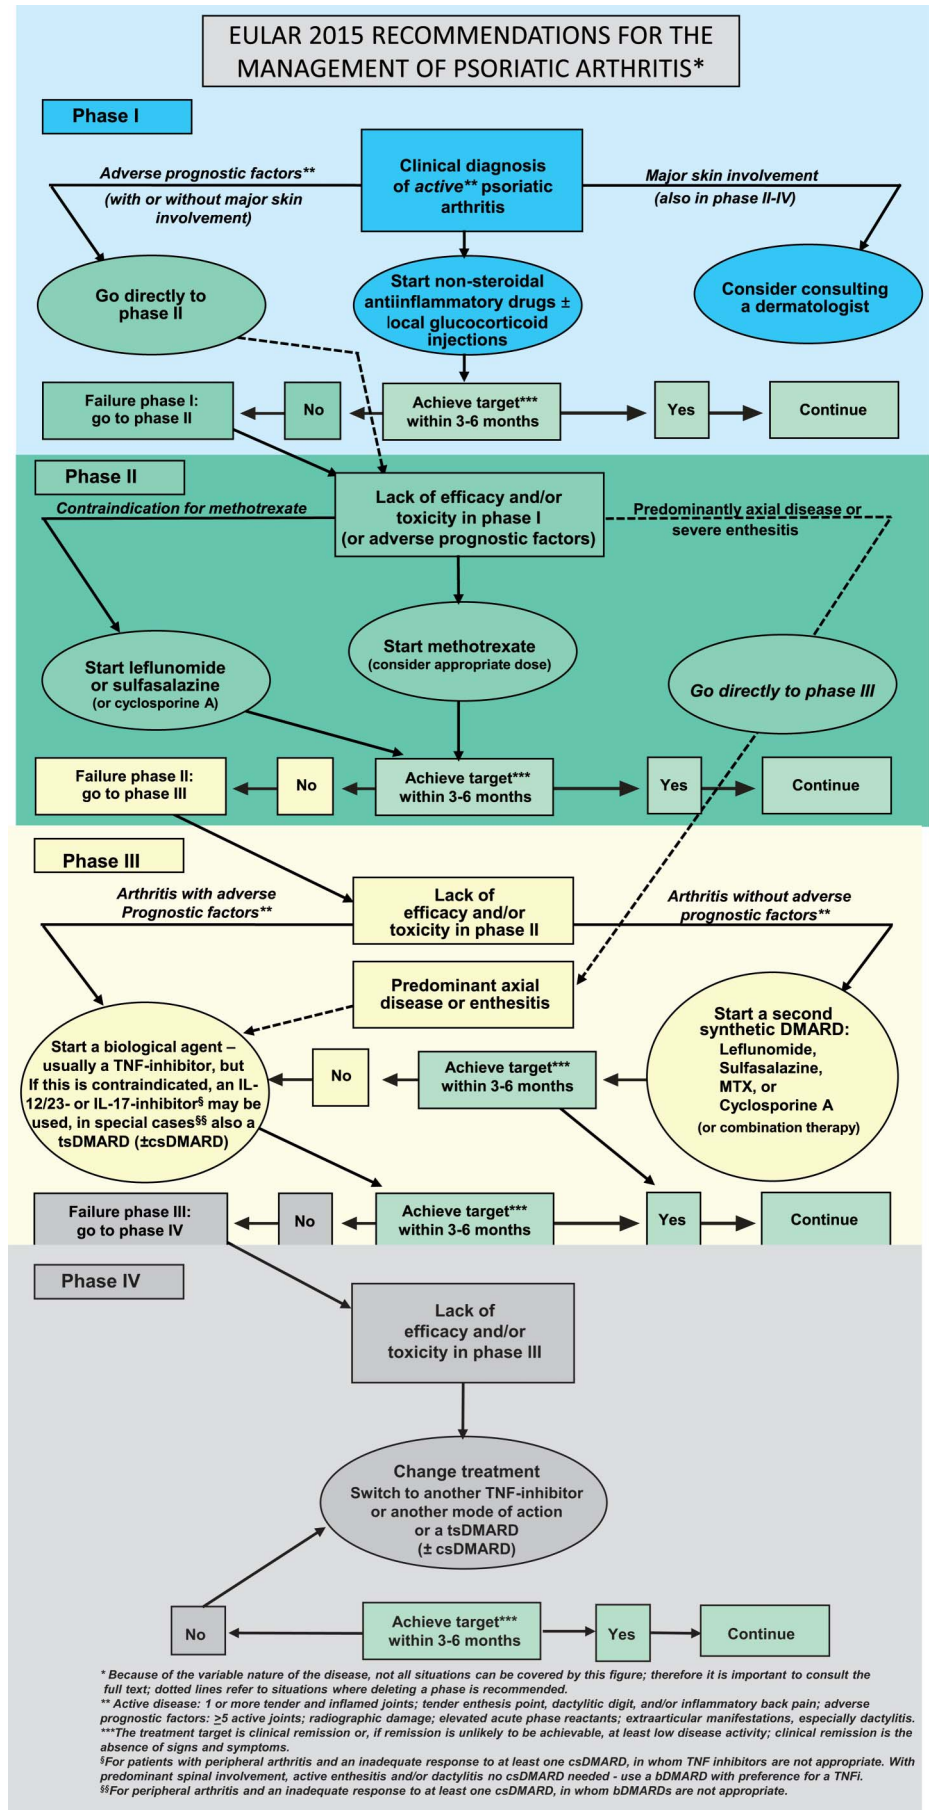 EULAR 2015 RECOMMENDATIONS FOR THE
MANAGEMENT OF PSORIATIC ARTHRITIS*
Phase I
Adverse prognostic factors**
(with or without major skin
involvement)
Clinical diagnosis
of active** psoriatic
arthritis
Major skin involvement
(also in phase II-IV)
Go directly to
phase II
Start non-steroidal
antiinflammatory drugs ±
local glucocorticoid
injections
Consider consulting
a dermatologist
Failure phase I:
go to phase II
No
Achieve target***
within 3-6 months
Yes
Continue
Phase II
Contraindication for methotrexate
Lack of efficacy and/or
toxicity in phase I
(or adverse prognostic factors)
Predominantly axial disease or
severe enthesitis
Start leflunomide
or sulfasalazine
(or cyclosporine A)
Start methotrexate
(consider appropriate dose)
Go directly to phase III
Failure phase II:
go to phase III
No
Achieve target***
within 3-6 months
Yes
Continue
Phase III
Arthritis with adverse
Prognostic factors**
Lack of
efficacy and/or
toxicity in phase II
Arthritis without adverse
prognostic factors**
Predominant axial
disease or enthesitis
Start a biological agent –
usually a TNF-inhibitor, but
If this is contraindicated, an IL-
12/23- or IL-17-inhibitor§ may be
used, in special cases§§ also a
tsDMARD (±csDMARD)
No
Achieve target***
within 3-6 months
Start a second
synthetic DMARD:
Leflunomide,
Sulfasalazine,
MTX, or
Cyclosporine A
(or combination therapy)
Failure phase III:
go to phase IV
No
Achieve target***
within 3-6 months
Yes
Continue
Phase IV
Lack of
efficacy and/or
toxicity in phase III
Change treatment
Switch to another TNF-inhibitor
or another mode of action
or a tsDMARD
(± csDMARD)
No
Achieve target***
within 3-6 months
Yes
Continue
* Because of the variable nature of the disease, not all situations can be covered by this figure; therefore it is important to consult the
full text; dotted lines refer to situations where deleting a phase is recommended.
** Active disease: 1 or more tender and inflamed joints; tender enthesis point, dactylitic digit, and/or inflammatory back pain; adverse
prognostic factors: ≥5 active joints; radiographic damage; elevated acute phase reactants; extraarticular manifestations, especially dactylitis.
***The treatment target is clinical remission or, if remission is unlikely to be achievable, at least low disease activity; clinical remission is the
absence of signs and symptoms.
§For patients with peripheral arthritis and an inadequate response to at least one csDMARD, in whom TNF inhibitors are not appropriate. With
predominant spinal involvement, active enthesitis and/or dactylitis no csDMARD needed - use a bDMARD with preference for a TNFi.
§§For peripheral arthritis and an inadequate response to at least one csDMARD, in whom bDMARDs are not appropriate.